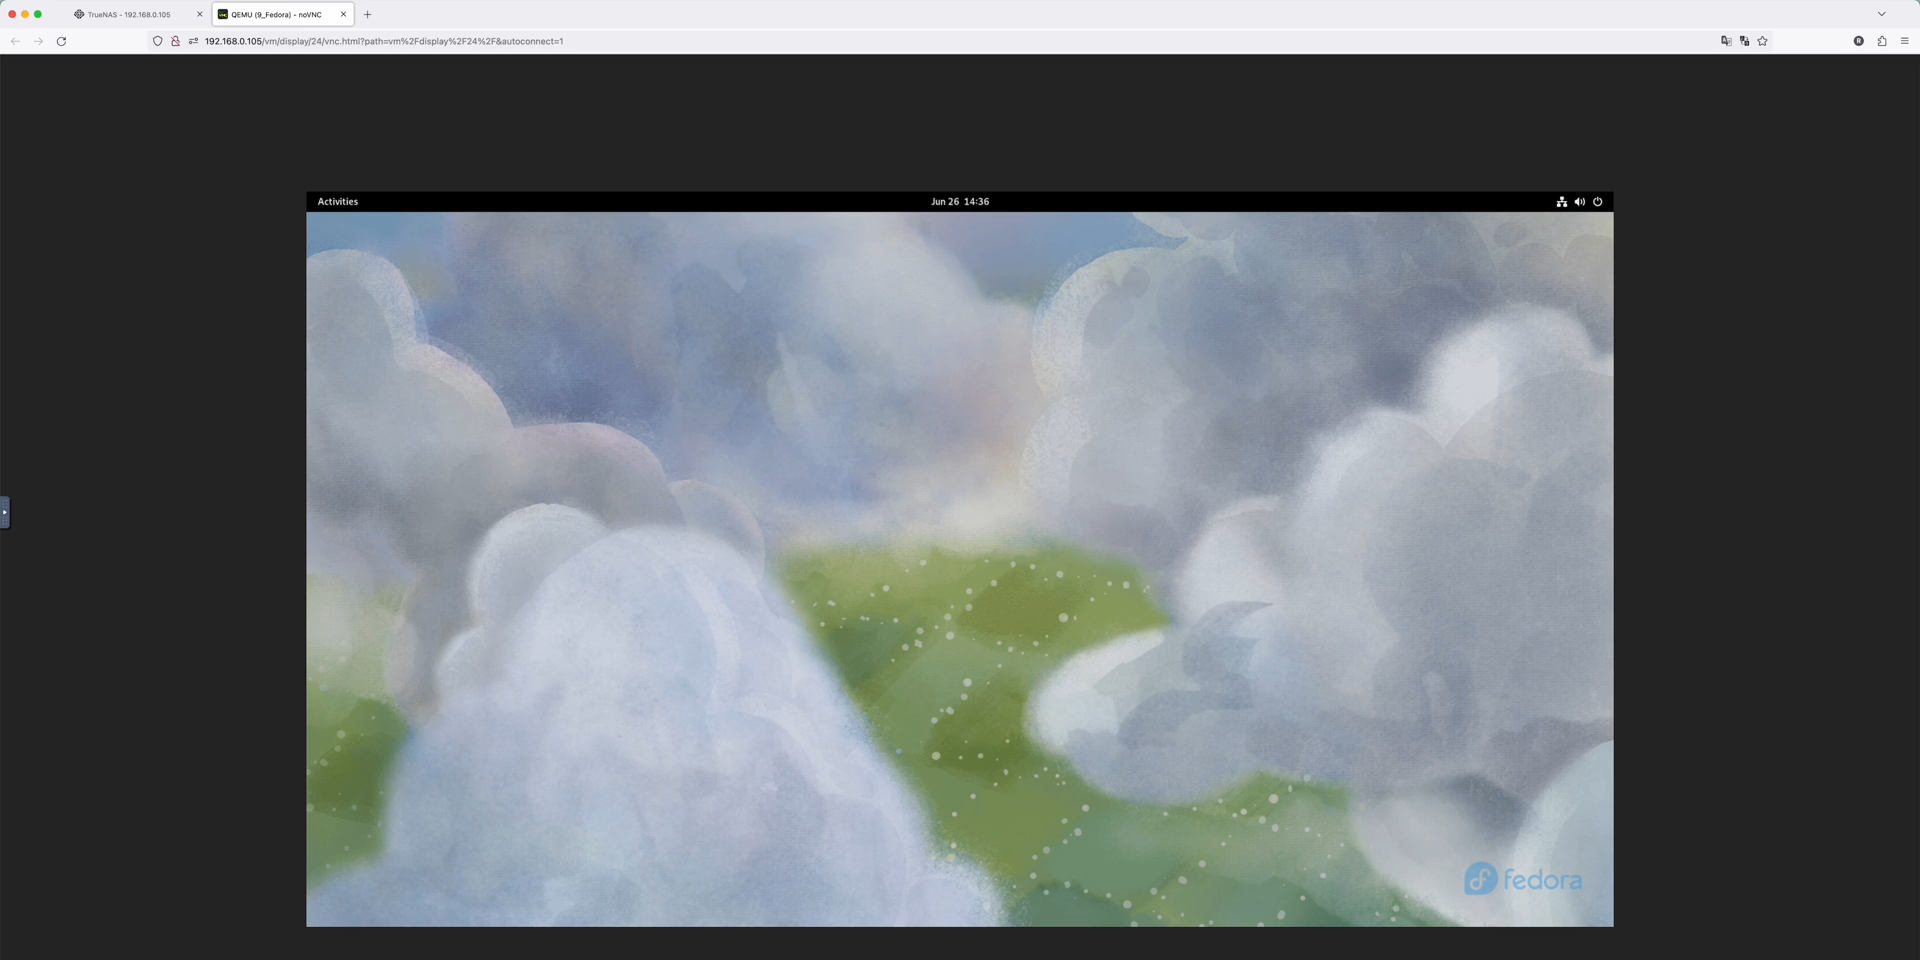 TrueNAS - 192.168.0.105
QEMU (9_Fedora) - noVNC
192.168.0.105/vm/display/24/vnc.html?path=vm%2Fdisplay%2F24%2F&autoconnect=1
R
Activities
Jun 26 14:36
fedora